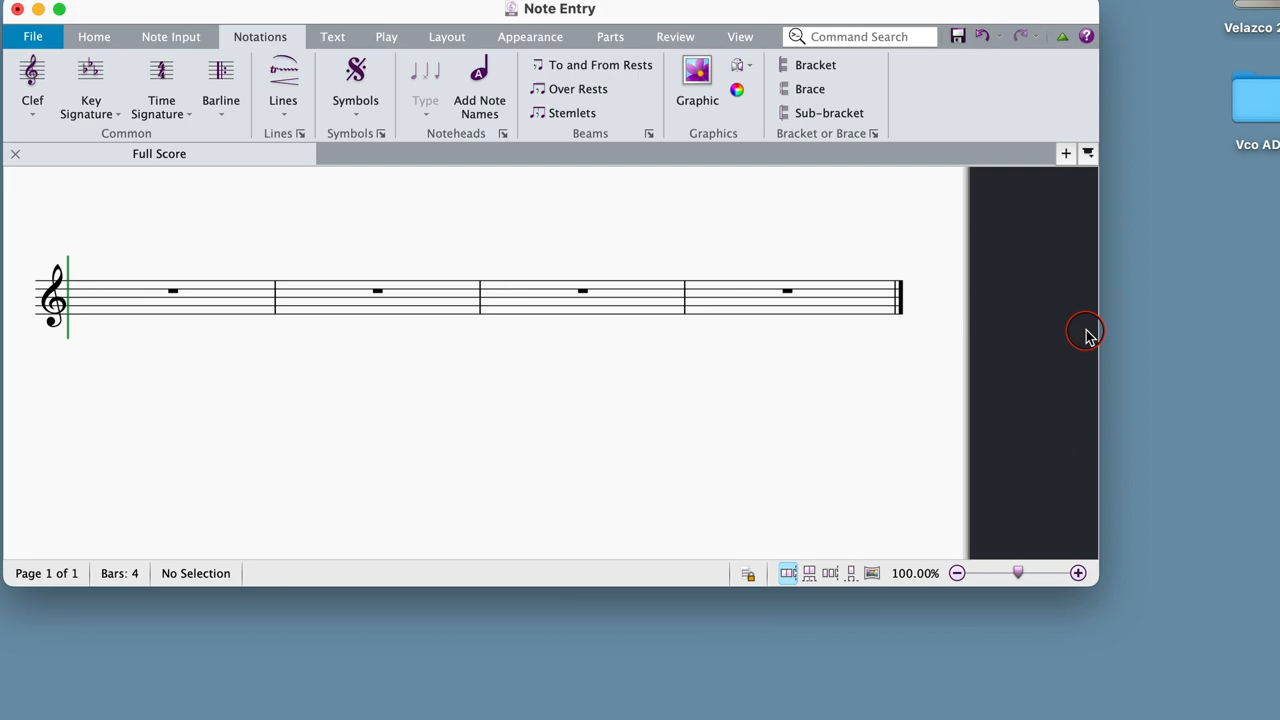 Note Entry
File Home Note Input Notations Text Play Layout Appearance Parts Review View Command Search
Clef
Key Signature
Time Signature
Barline
Common
Lines
Lines
Symbols
Symbols
Type
Add Note Names
Noteheads
To and From Rests
Over Rests
Stemlets
Beams
Graphic
Graphics
Bracket
Brace
Sub-bracket
Bracket or Brace
Full Score
Page 1 of 1 Bars: 4 No Selection 100.00%
Velazco 2
Vco AD